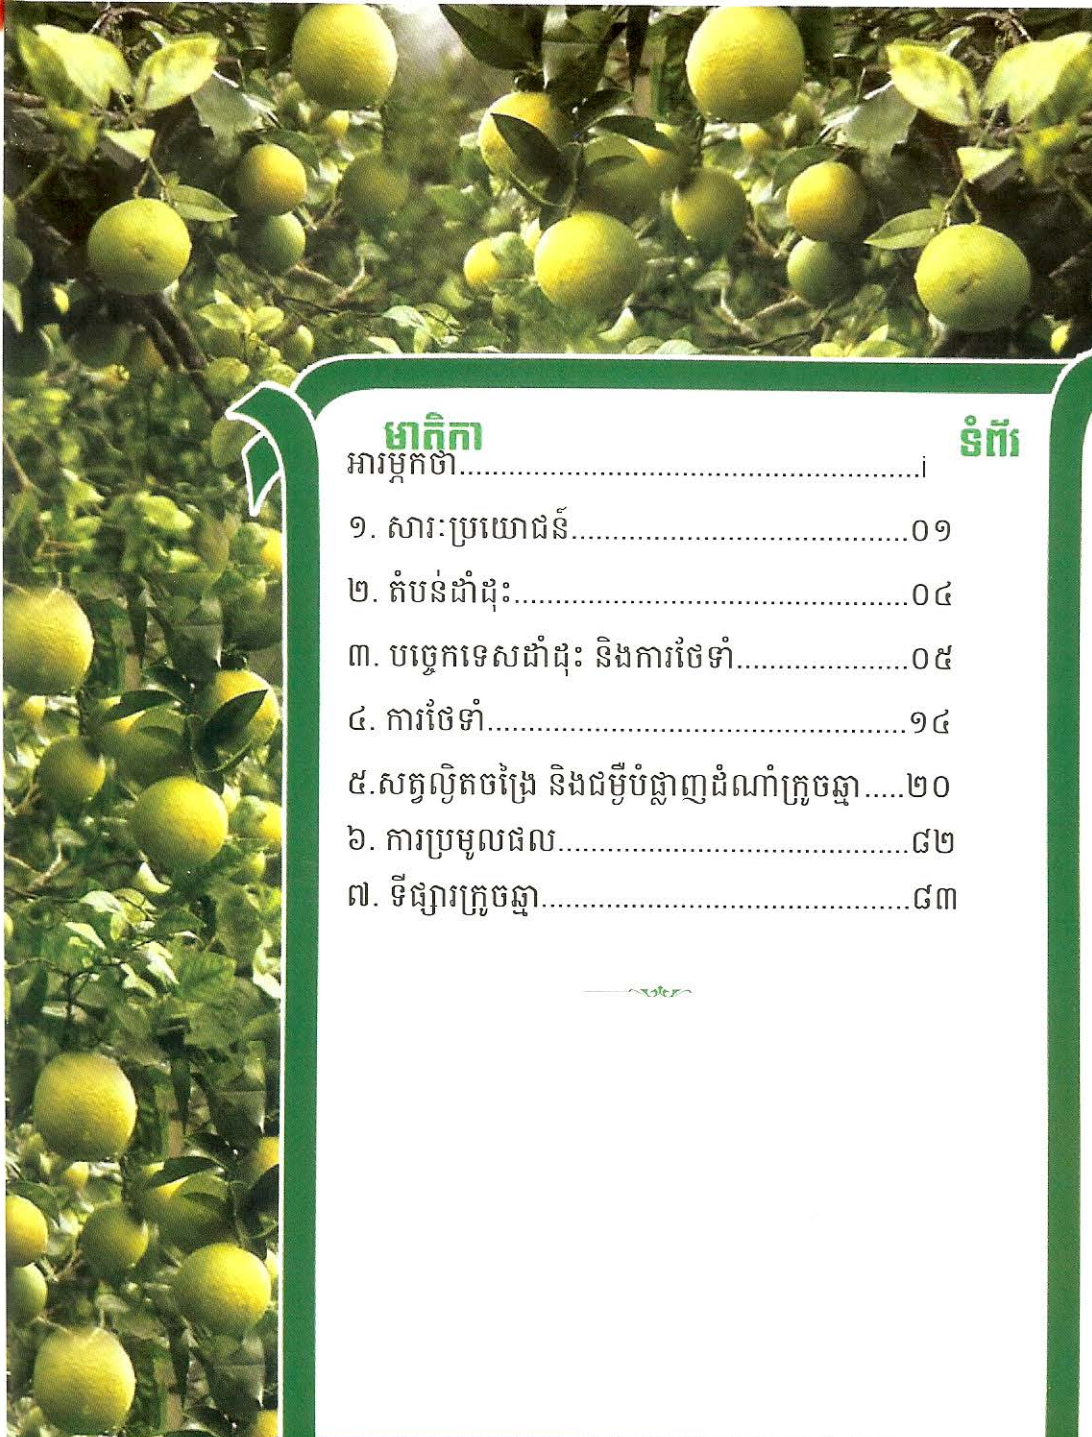 មាតិកា ទំព័រ
អារម្ភកថា.........................................................i
១. សារៈប្រយោជន៍.........................................០១
២. តំបន់ដាំដុះ................................................០៤
៣. បច្ចេកទេសដាំដុះ និងការថែទាំ.....................០៥
៤. ការថែទាំ...................................................១៤
៥.សត្វល្អិតចង្រៃ និងជម្ងឺបំផ្លាញដំណាំក្រូចឆ្មា.....២០
៦. ការប្រមូលផល...........................................៨២
៧. ទីផ្សារក្រូចឆ្មា.............................................៨៣